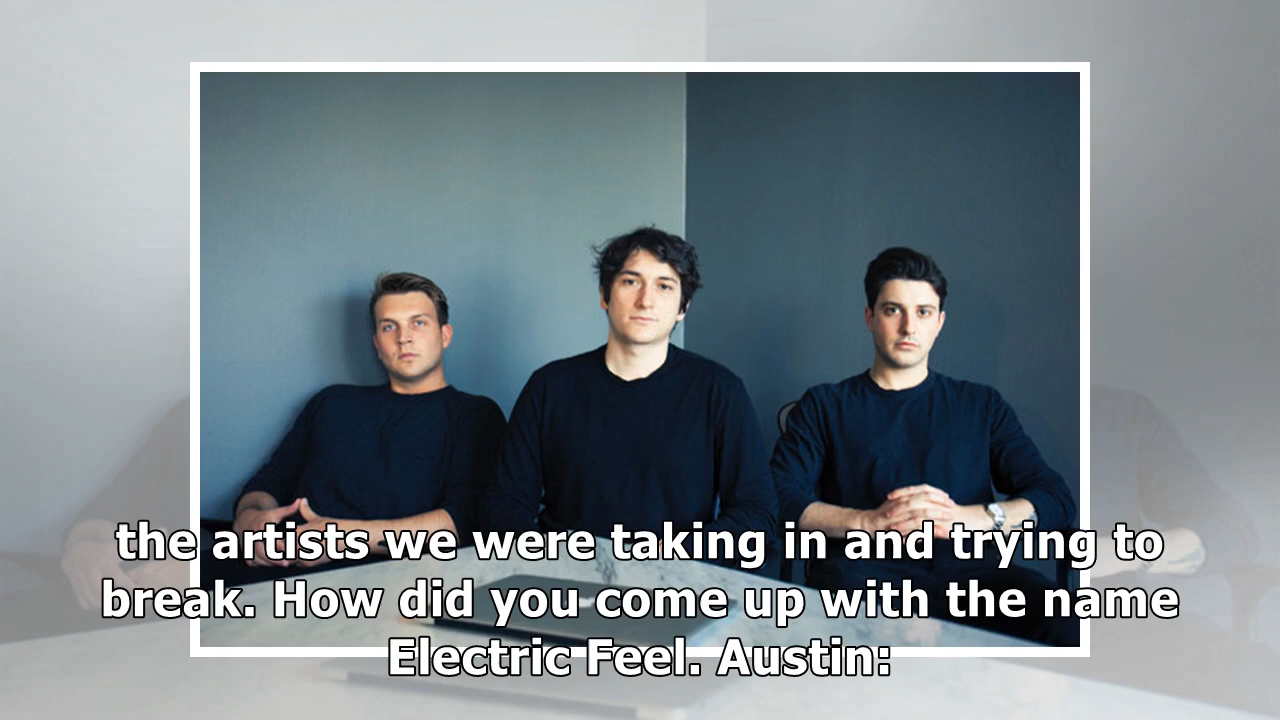 the artists we were taking in and trying to
break. How did you come up with the name
Electric Feel. Austin: